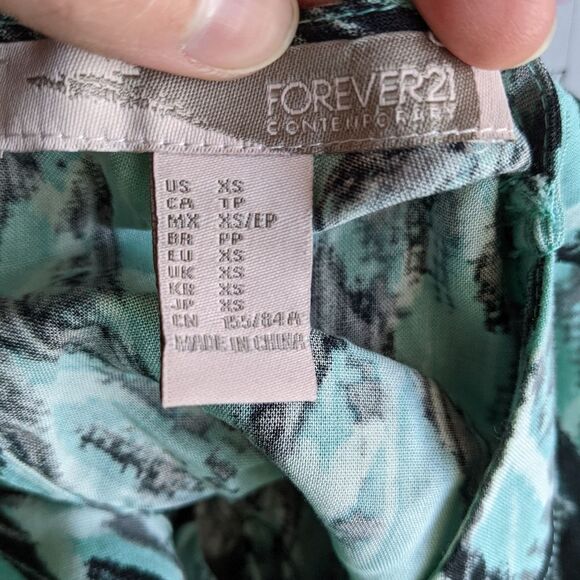 FOREVER21
CONTEMPORARY
US XS
CA TP
MX XS/EP
BR PP
EU XS
UK XS
KR XS
JP XS
CN 155/84A
MADE IN CHINA